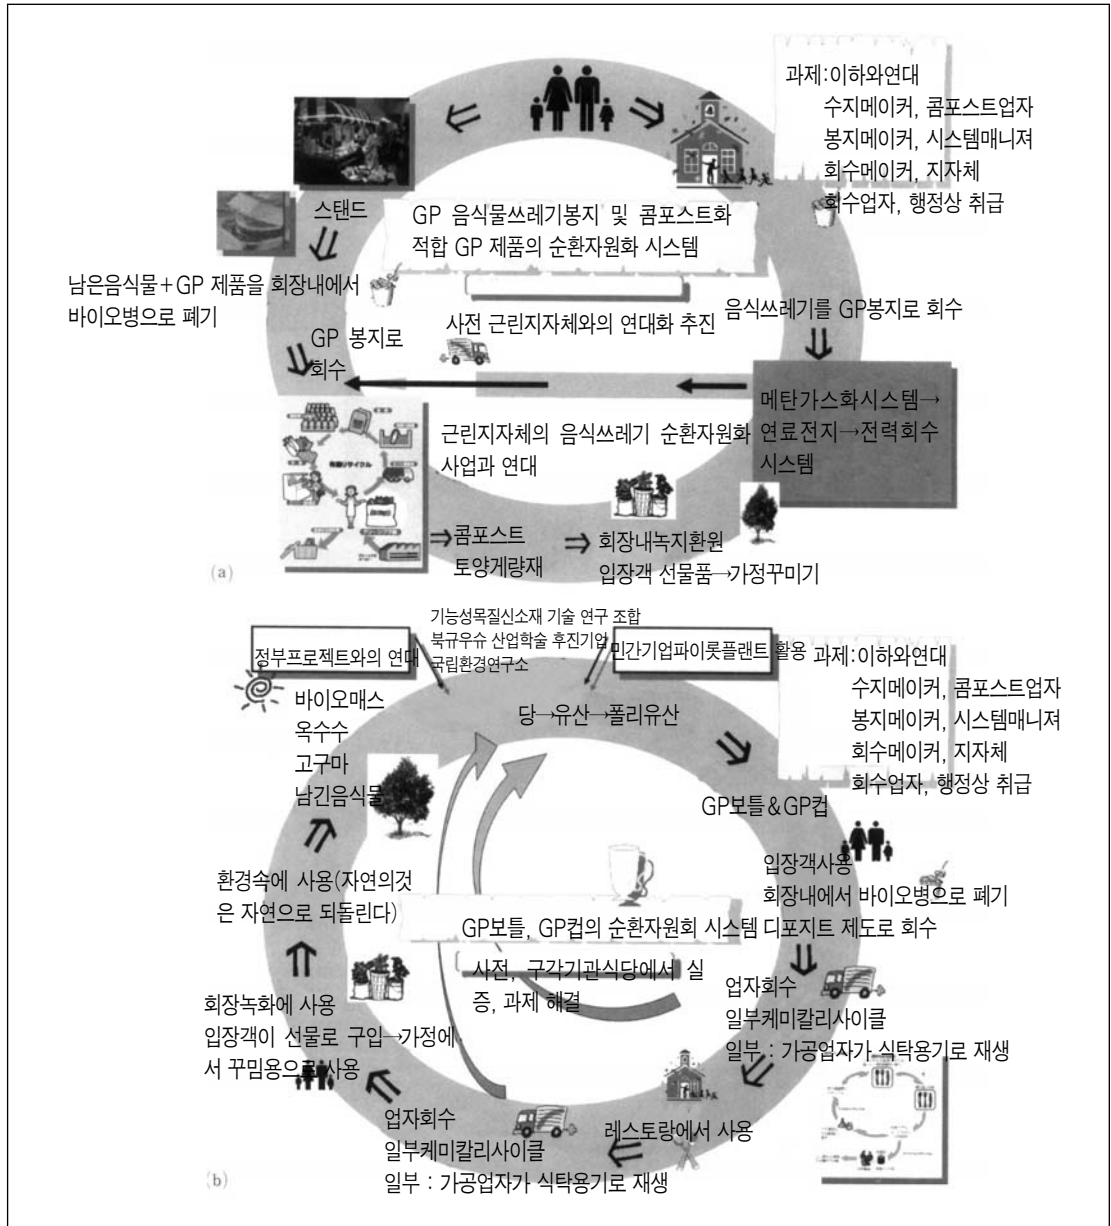 과제:이하와연대
수지메이커, 콤포스트업자
봉지메이커, 시스템매니져
회수메이커, 지자체
회수업자, 행정상 취급
스탠드
GP 음식물쓰레기봉지 및 콤포스트화
적합 GP 제품의 순환자원화 시스템
남은음식물+GP 제품을 회장내에서
바이오병으로 폐기
사전 근린지자체와의 연대화 추진
음식쓰레기를 GP봉지로 회수
GP 봉지로
회수
메탄가스화시스템→
연료전지→전력회수
시스템
근린지자체의 음식쓰레기 순환자원화
사업과 연대
콤포스트
토양게량재
회장내녹지환원
입장객 선물품→가정꾸미기
(a)
기능성목질신소재 기술 연구 조합
북규우슈 산업학술 후진기업
국립환경연구소
정부프로젝트와의 연대
민간기업파이롯플랜트 활용
과제:이하와연대
수지메이커, 콤포스트업자
봉지메이커, 시스템매니져
회수메이커, 지자체
회수업자, 행정상 취급
바이오매스
옥수수
고구마
남긴음식물
당→유산→폴리유산
GP보틀&GP컵
입장객사용
회장내에서 바이오병으로 폐기
디포지트 제도로 회수
환경속에 사용(자연의것
은 자연으로 되돌린다)
GP보틀, GP컵의 순환자원회 시스템
사전, 구각기관식당에서 실
증, 과제 해결
업자회수
일부케미칼리사이클
일부 : 가공업자가 식탁용기로 재생
회장녹화에 사용
입장객이 선물로 구입→가정에
서 꾸밈용으로 사용
레스토랑에서 사용
업자회수
일부케미칼리사이클
일부 : 가공업자가 식탁용기로 재생
(b)